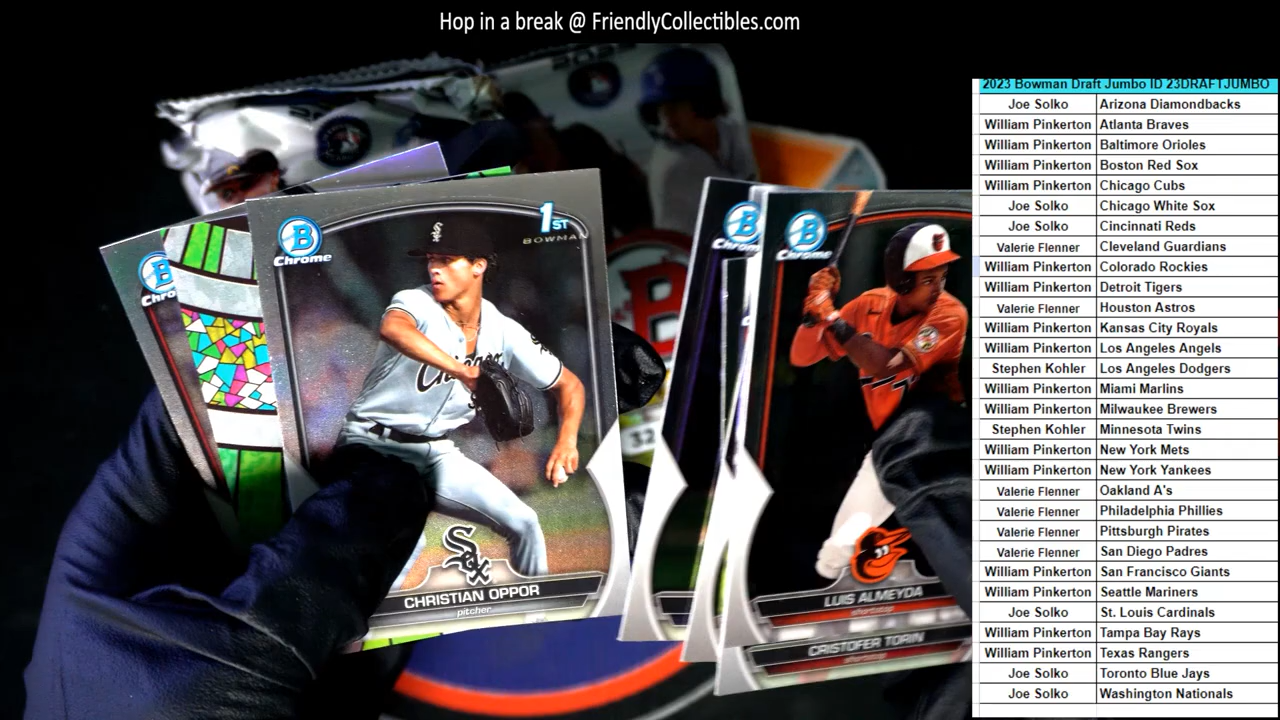 Hop in a break @ FriendlyCollectibles.com
2023 Bowman Draft Jumbo ID 23DRAFTJUMBO
Joe Solko Arizona Diamondbacks
William Pinkerton Atlanta Braves
William Pinkerton Baltimore Orioles
William Pinkerton Boston Red Sox
William Pinkerton Chicago Cubs
Joe Solko Chicago White Sox
Joe Solko Cincinnati Reds
Valerie Flenner Cleveland Guardians
William Pinkerton Colorado Rockies
William Pinkerton Detroit Tigers
Valerie Flenner Houston Astros
William Pinkerton Kansas City Royals
William Pinkerton Los Angeles Angels
Stephen Kohler Los Angeles Dodgers
William Pinkerton Miami Marlins
William Pinkerton Milwaukee Brewers
Stephen Kohler Minnesota Twins
William Pinkerton New York Mets
William Pinkerton New York Yankees
Valerie Flenner Oakland A's
Valerie Flenner Philadelphia Phillies
Valerie Flenner Pittsburgh Pirates
Valerie Flenner San Diego Padres
William Pinkerton San Francisco Giants
William Pinkerton Seattle Mariners
Joe Solko St. Louis Cardinals
William Pinkerton Tampa Bay Rays
William Pinkerton Texas Rangers
Joe Solko Toronto Blue Jays
Joe Solko Washington Nationals
B
Chrome
1ST
BOWMAN
Chicago
Sox
CHRISTIAN OPPOR
pitcher
B
Chro
B
Chrome
B
Chrome
B
32
LUIS ALMEYDA
shortstop
CRISTOFER TORIN
shortstop